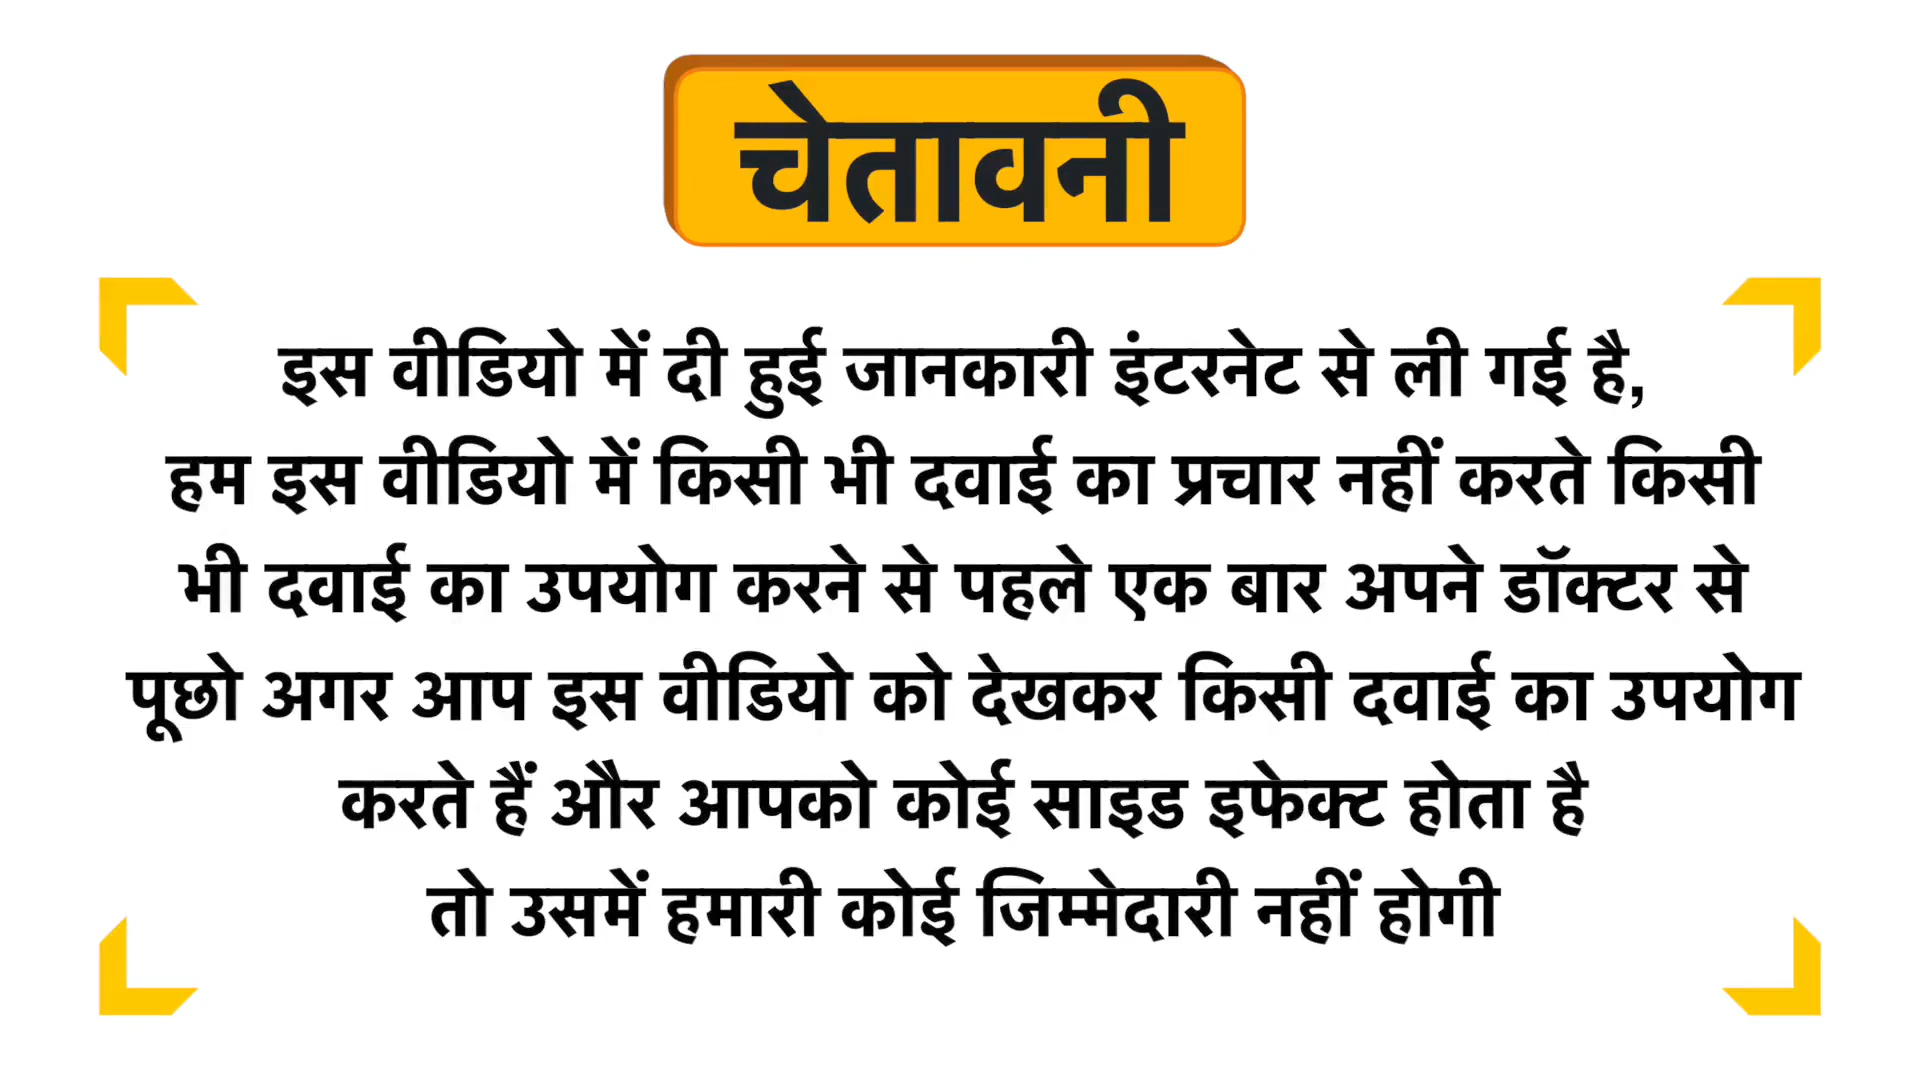 चेतावनी
इस वीडियो में दी हुई जानकारी इंटरनेट से ली गई है,
हम इस वीडियो में किसी भी दवाई का प्रचार नहीं करते किसी
भी दवाई का उपयोग करने से पहले एक बार अपने डॉक्टर से
पूछो अगर आप इस वीडियो को देखकर किसी दवाई का उपयोग
करते हैं और आपको कोई साइड इफेक्ट होता है
तो उसमें हमारी कोई जिम्मेदारी नहीं होगी